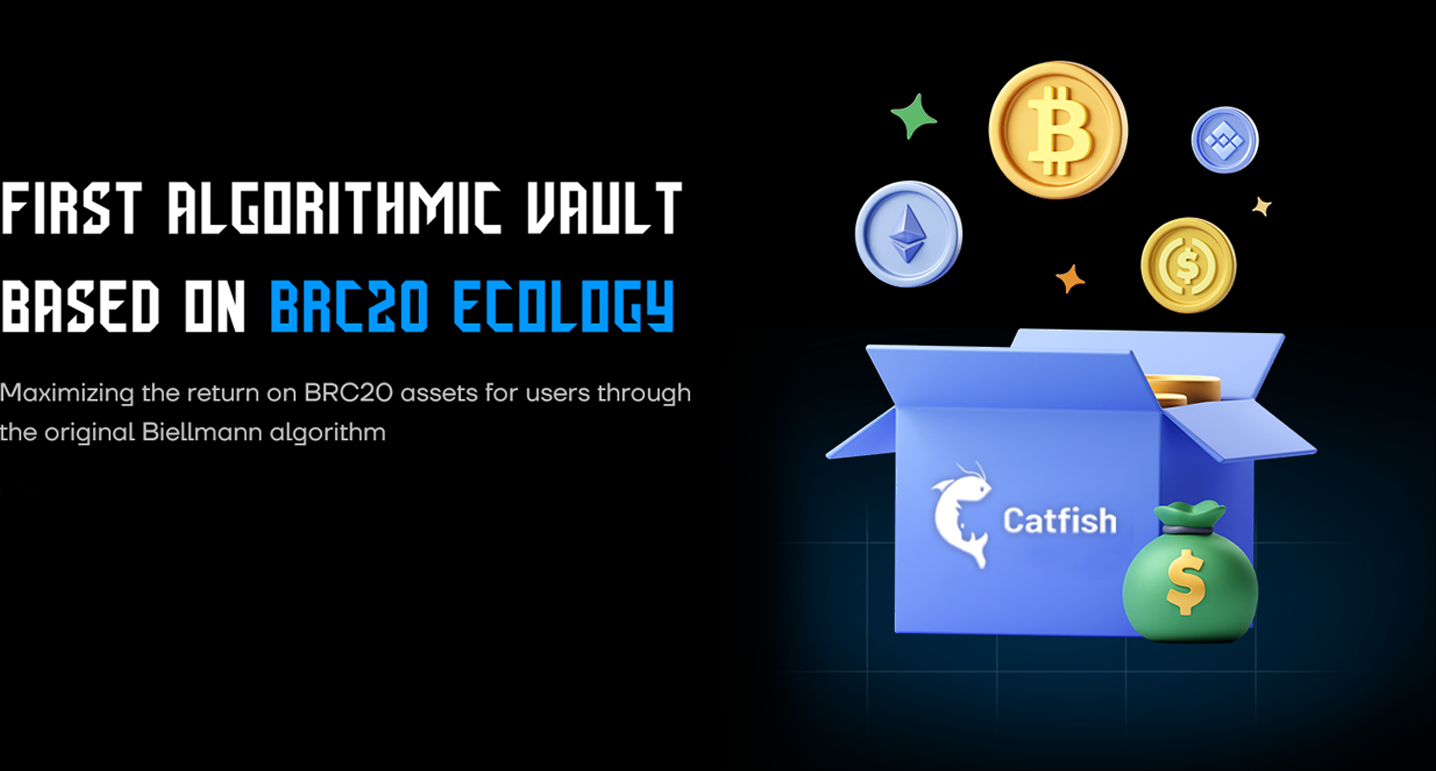 FIRST ALGORITHMIC VAULT
BASED ON BRC20 ECOLOGY
Maximizing the return on BRC20 assets for users through
the original Biellmann algorithm
Catfish